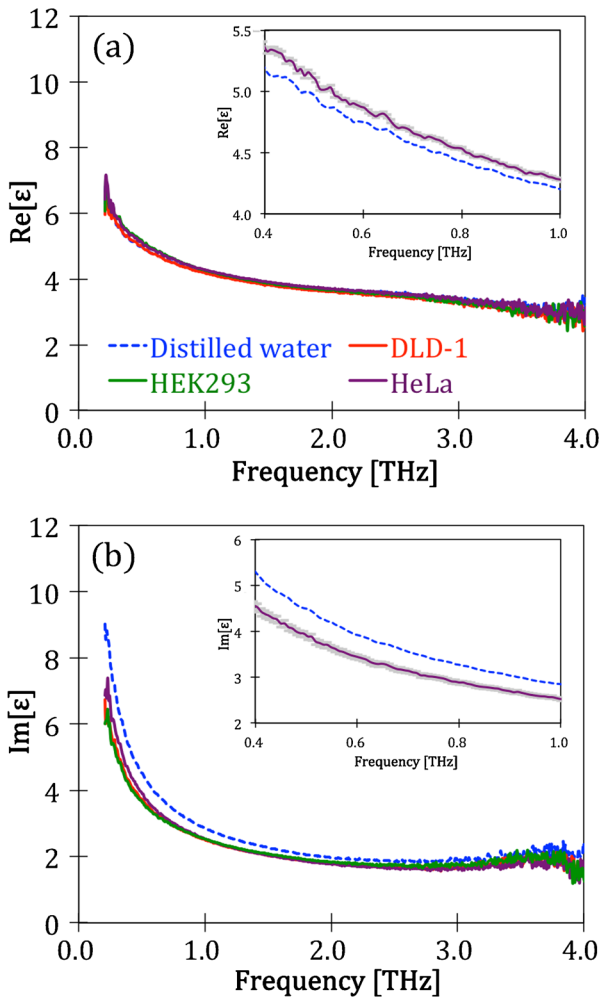 (a)
Re[ε]
12
10
8
6
4
2
0
5.5
5.0
4.5
4.0
Re[ε]
0.4 0.6 0.8 1.0
Frequency [THz]
Distilled water DLD-1
HEK293 HeLa
0.0 1.0 2.0 3.0 4.0
Frequency [THz]
(b)
Im[ε]
12
10
8
6
4
2
0
6
5
4
3
2
Im[ε]
0.4 0.6 0.8 1.0
Frequency [THz]
0.0 1.0 2.0 3.0 4.0
Frequency [THz]